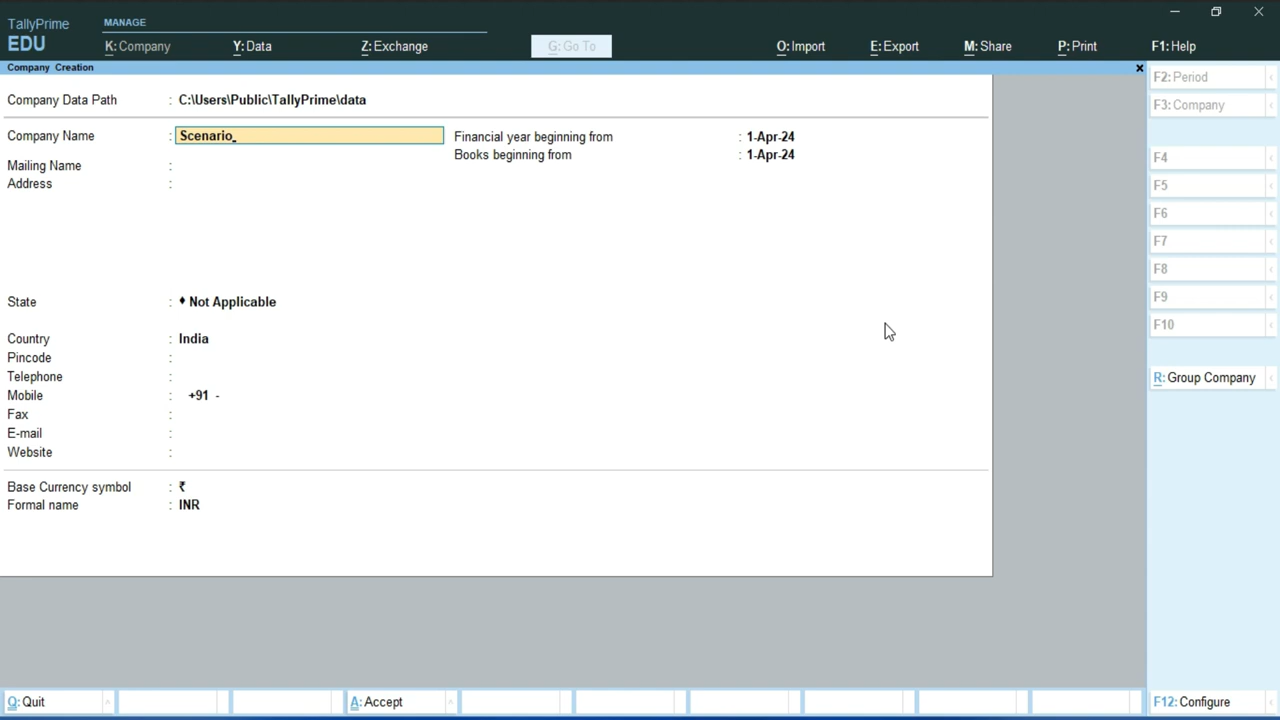 TallyPrime
EDU
MANAGE
K: Company
Y: Data
Z: Exchange
G: Go To
O: Import
E: Export
M: Share
P: Print
F1: Help
Company Creation
×
Company Data Path : C:\Users\Public\TallyPrime\data
Company Name : Scenario_
Financial year beginning from : 1-Apr-24
Books beginning from : 1-Apr-24
Mailing Name :
Address :
State : ♦ Not Applicable
Country : India
Pincode :
Telephone :
Mobile : +91 -
Fax :
E-mail :
Website :
Base Currency symbol : ₹
Formal name : INR
F2: Period
F3: Company
F4
F5
F6
F7
F8
F9
F10
R: Group Company
Q: Quit
A: Accept
F12: Configure